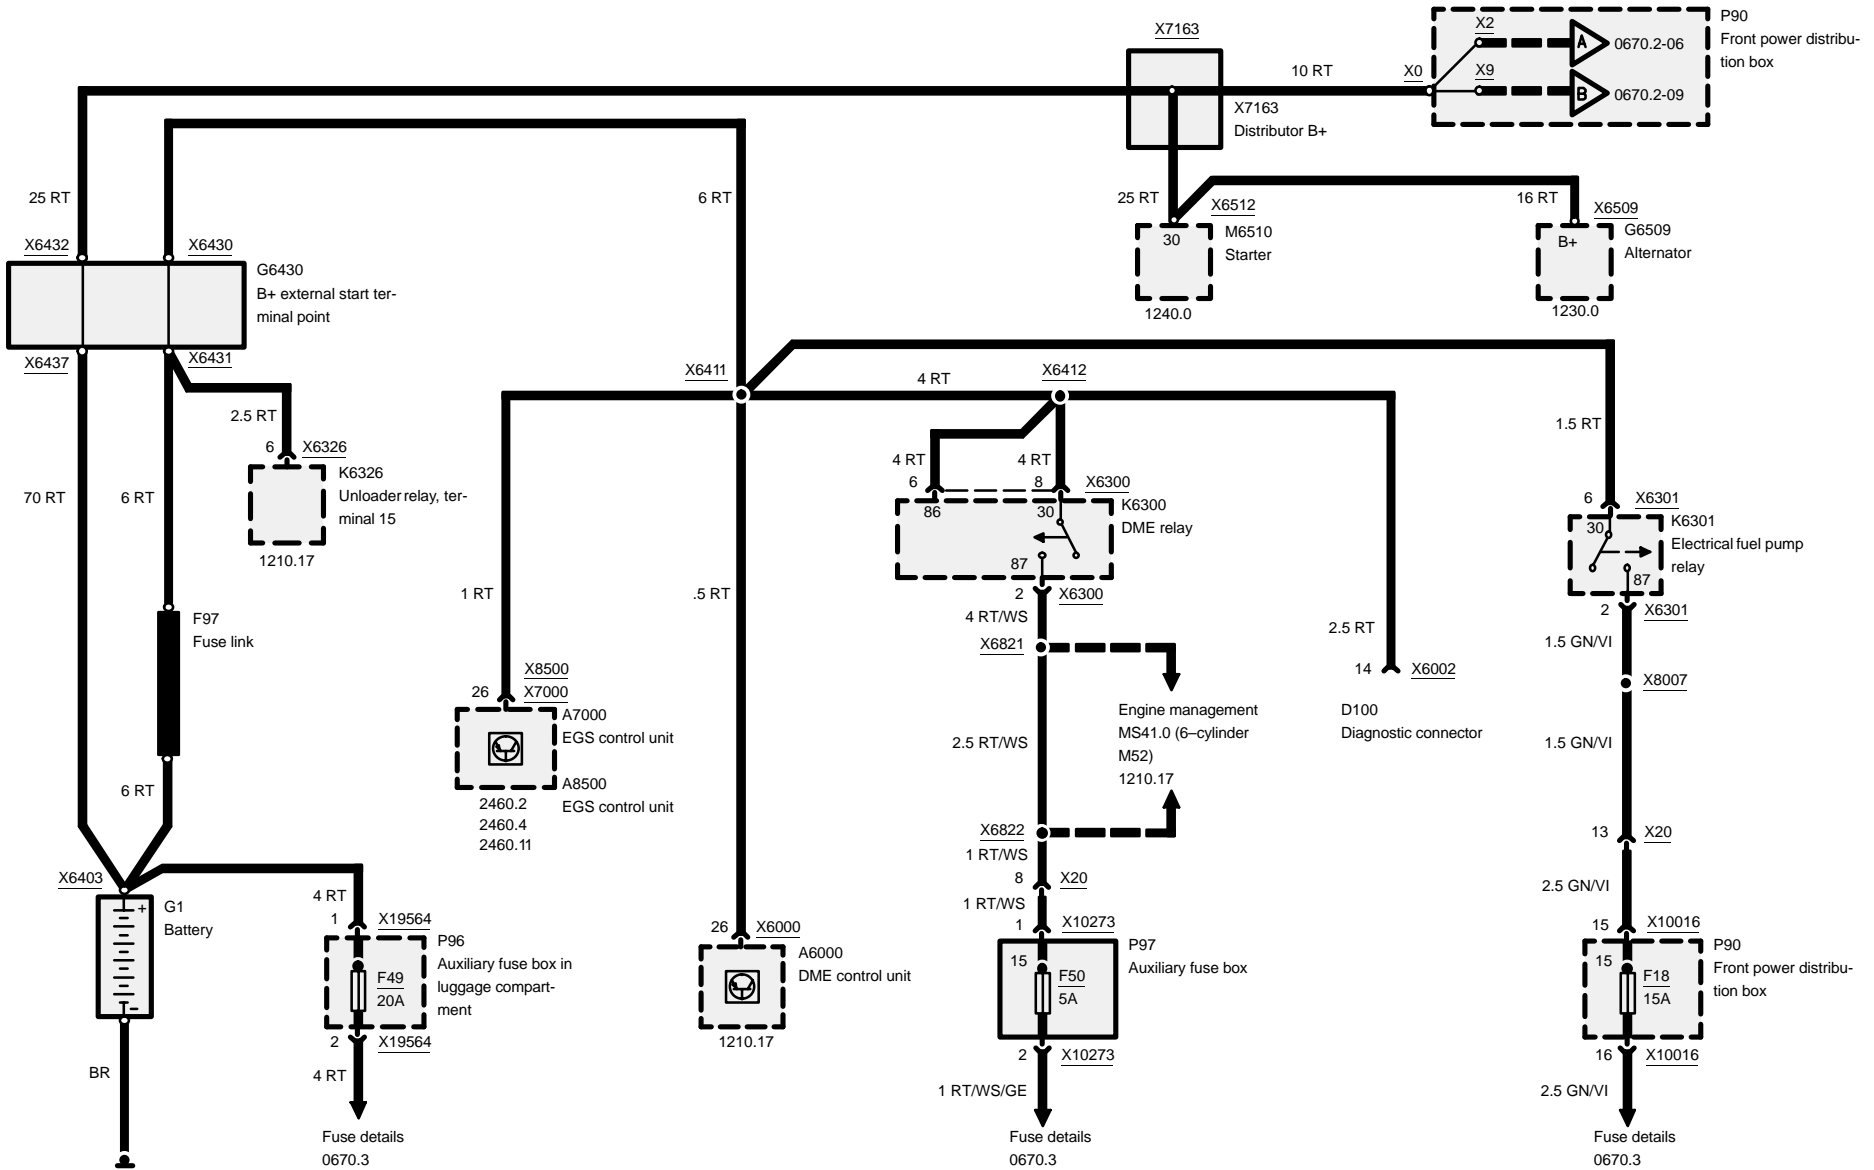 X7163
X7163
Distributor B+
10 RT
X0
X2
A
0670.2-06
X9
B
0670.2-09
P90
Front power distribu-
tion box
25 RT
6 RT
25 RT
X6512
30
M6510
Starter
1240.0
16 RT
X6509
B+
G6509
Alternator
1230.0
X6432
X6430
G6430
B+ external start ter-
minal point
X6437
X6431
2.5 RT
6
X6326
K6326
Unloader relay, ter-
minal 15
1210.17
70 RT
6 RT
F97
Fuse link
6 RT
X6403
+
-
G1
Battery
BR
4 RT
1
X19564
F49
20A
P96
Auxiliary fuse box in
luggage compart-
ment
2
X19564
4 RT
Fuse details
0670.3
X6411
4 RT
X6412
1 RT
X8500
26
X7000
A7000
EGS control unit
A8500
EGS control unit
2460.2
2460.4
2460.11
.5 RT
26
X6000
A6000
DME control unit
1210.17
4 RT
4 RT
6
8
X6300
86
30
87
K6300
DME relay
2
X6300
4 RT/WS
X6821
2.5 RT/WS
Engine management
MS41.0 (6–cylinder
M52)
1210.17
X6822
1 RT/WS
8
X20
1 RT/WS
1
X10273
15
F50
5A
P97
Auxiliary fuse box
2
X10273
1 RT/WS/GE
Fuse details
0670.3
2.5 RT
14
X6002
D100
Diagnostic connector
1.5 RT
6
X6301
30
87
K6301
Electrical fuel pump
relay
2
X6301
1.5 GN/VI
X8007
1.5 GN/VI
13
X20
2.5 GN/VI
15
X10016
15
F18
15A
P90
Front power distribu-
tion box
16
X10016
2.5 GN/VI
Fuse details
0670.3